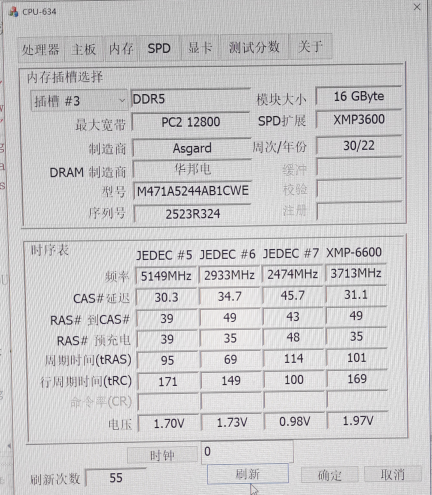 CPU-634
处理器 主板 内存 SPD 显卡 测试分数 关于
内存插槽选择
插槽 #3 DDR5 模块大小 16 GByte
最大宽带 PC2 12800 SPD扩展 XMP3600
制造商 Asgard 周次/年份 30/22
DRAM 制造商 华邦电 缓冲
型号 M471A5244AB1CWE 校验
序列号 2523R324 注册
时序表
JEDEC #5 JEDEC #6 JEDEC #7 XMP-6600
频率 5149MHz 2933MHz 2474MHz 3713MHz
CAS#延迟 30.3 34.7 45.7 31.1
RAS# 到CAS# 39 49 43 49
RAS# 预充电 39 35 48 35
周期时间(tRAS) 95 69 114 101
行周期时间(tRC) 171 149 100 169
命令率(CR)
电压 1.70V 1.73V 0.98V 1.97V
时钟 0
刷新次数 55 刷新 确定 取消